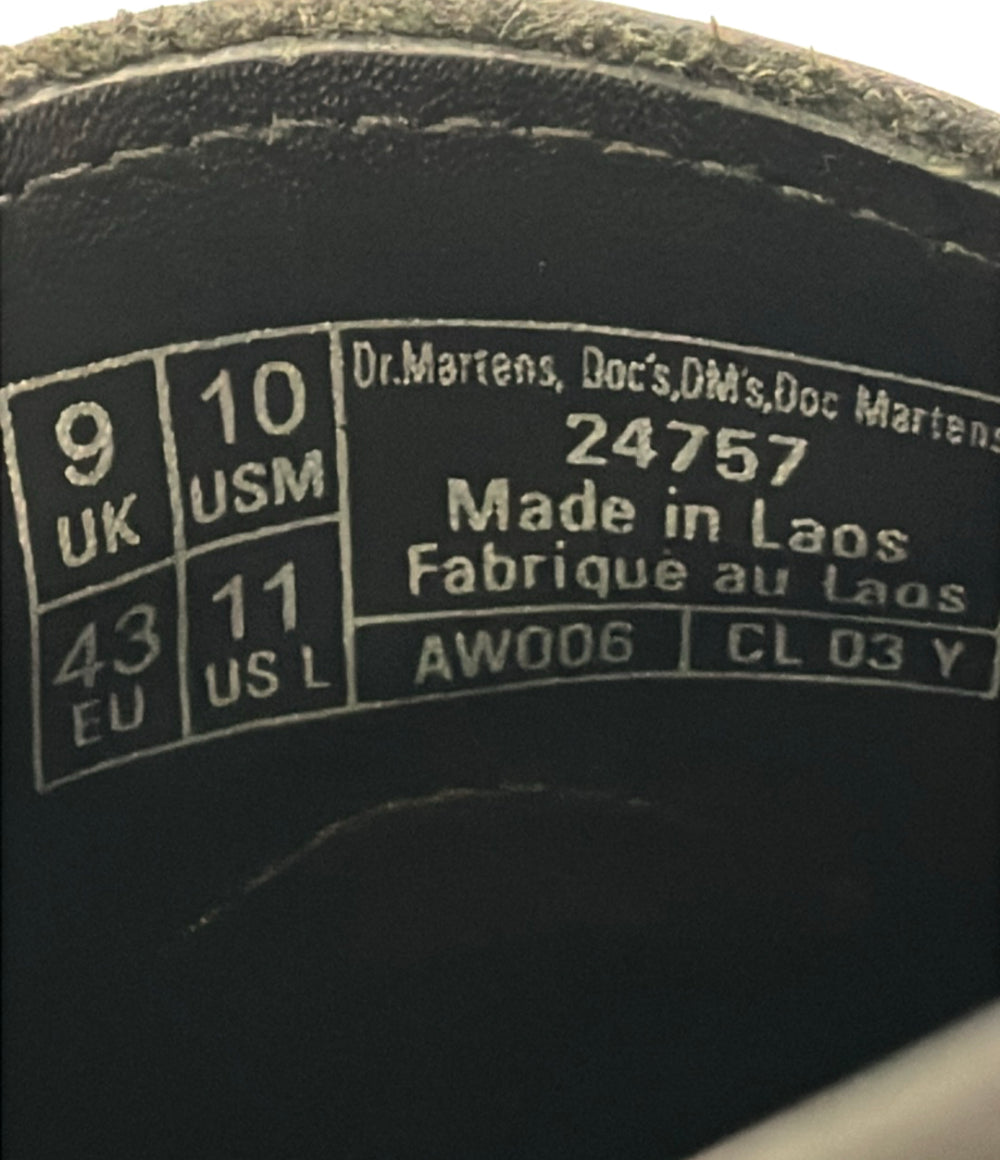 9
UK
10
USM
43
EU
11
US L
Dr.Martens, Doc's,DM's,Doc Martens
24757
Made in Laos
Fabriqué au Laos
AW006
CL 03 Y